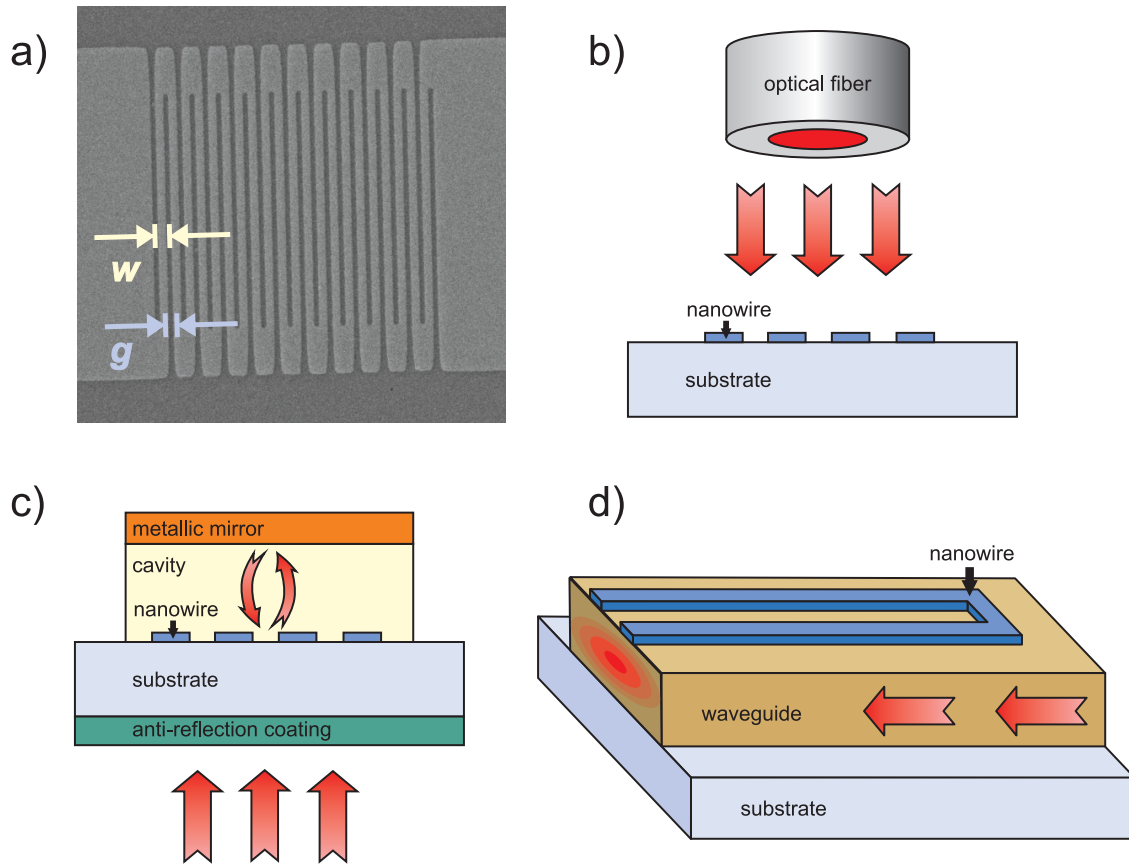 a)
w
g
b)
optical fiber
nanowire
substrate
c)
metallic mirror
cavity
nanowire
substrate
anti-reflection coating
d)
nanowire
waveguide
substrate